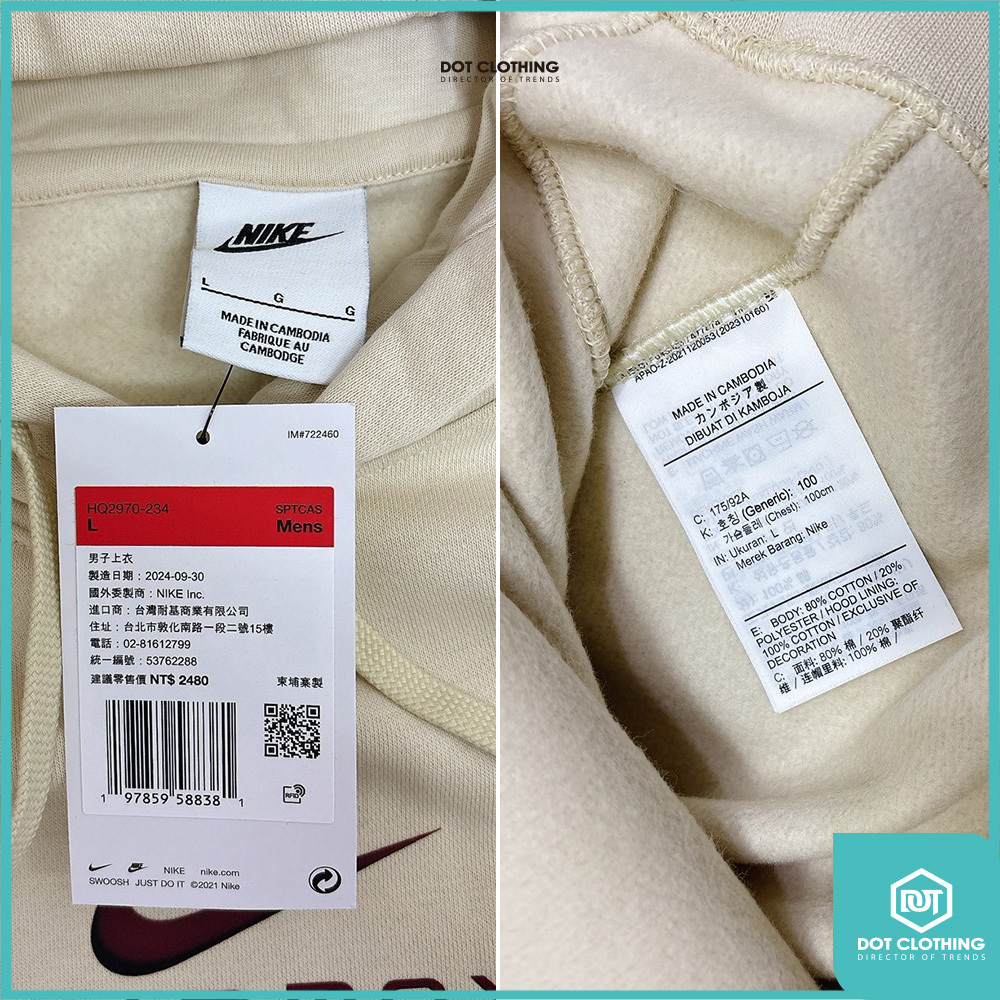 DOT CLOTHING
DIRECTOR OF TRENDS
NIKE
L
G
G
MADE IN CAMBODIA
FABRIQUE AU
CAMBODGE
IM#722460
HQ2970-234 SPTCAS
L Mens
男子上衣
製造日期：2024-09-30
國外委製商：NIKE Inc.
進口商：台灣耐基商業有限公司
住址：台北市敦化南路一段二號15樓
電話：02-81612799
統一編號：53762288
建議零售價 NT$ 2480 柬埔寨製
1 97859 58838 1
RFID
NIKE nike.com
SWOOSH JUST DO IT ©2021 Nike
APAO-Z-2021120053(202310160)
MADE IN CAMBODIA
カンボジア製
DIBUAT DI KAMBOJA
C: 175/92A
K: 호칭 (Generic): 100
가슴둘레 (Chest): 100cm
IN: Ukuran: L
Merek Barang: Nike
E: BODY: 80% COTTON / 20%
POLYESTER / HOOD LINING:
100% COTTON / EXCLUSIVE OF
DECORATION
C: 面料: 80% 棉 / 20% 聚酯纤
维 / 连帽里料: 100% 棉 /
DOT
DOT CLOTHING
DIRECTOR OF TRENDS